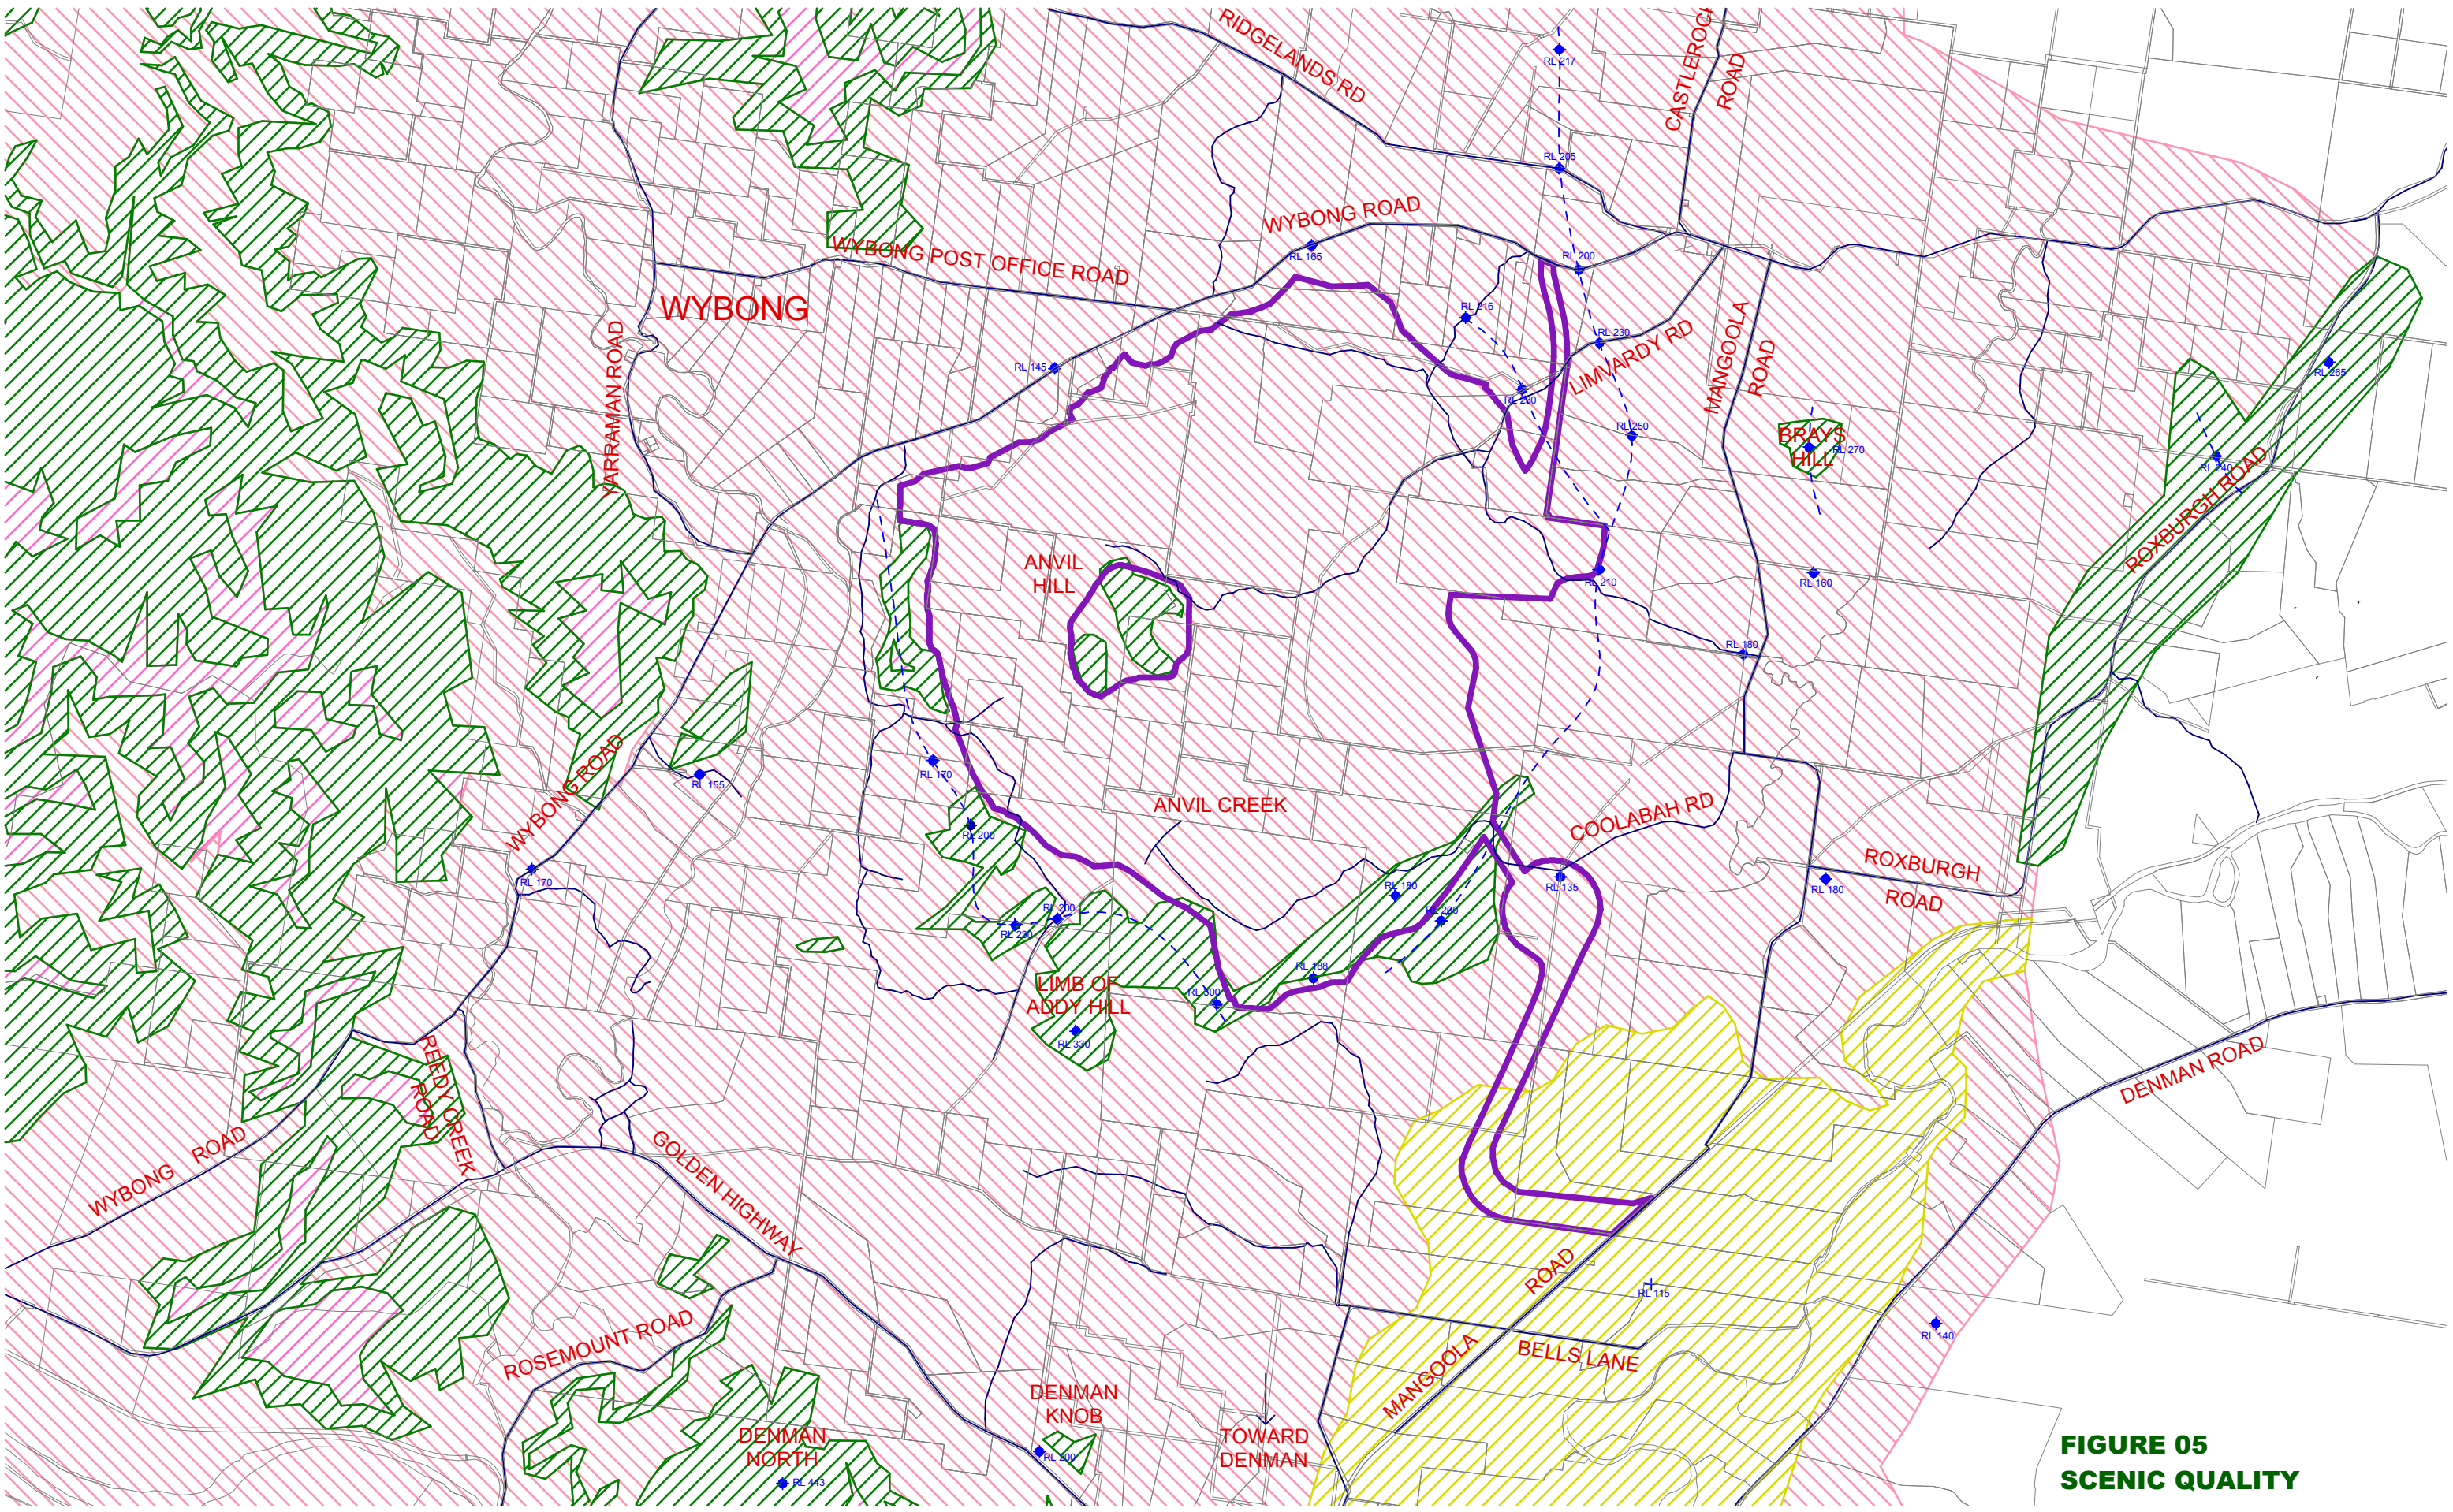 RIDGELANDS RD
CASTLEROCK
ROAD
RL 217
RL 205
WYBONG ROAD
WYBONG POST OFFICE ROAD
RL 165
RL 200
WYBONG
RL 216
RL 230
LIMVARDY RD
MANGOOLA
ROAD
YARRAMAN ROAD
RL 145
RL 265
RL 250
BRAYS
HILL
RL 270
RL 240
ROXBURGH ROAD
ANVIL
HILL
RL 210
RL 160
RL 180
WYBONG ROAD
RL 155
RL 170
ANVIL CREEK
COOLABAH RD
RL 200
RL 170
ROXBURGH
ROAD
RL 135
RL 180
RL 180
RL 200
RL 230
RL 188
RL 300
LIMB OF
ADDY HILL
RL 330
REEDY CREEK
ROAD
DENMAN ROAD
WYBONG ROAD
GOLDEN HIGHWAY
ROSEMOUNT ROAD
MANGOOLA ROAD
RL 115
RL 140
BELLS LANE
DENMAN
KNOB
RL 200
DENMAN
NORTH
RL 443
TOWARD
DENMAN
FIGURE 05
SCENIC QUALITY